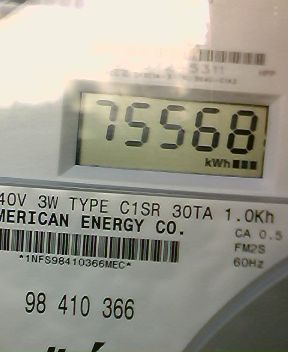 75568
kWh
40V 3W TYPE C1SR 30TA 1.0Kh
MERICAN ENERGY CO.
CA 0.5
FM2S
*1NFS98410366MEC*
60Hz
98 410 366